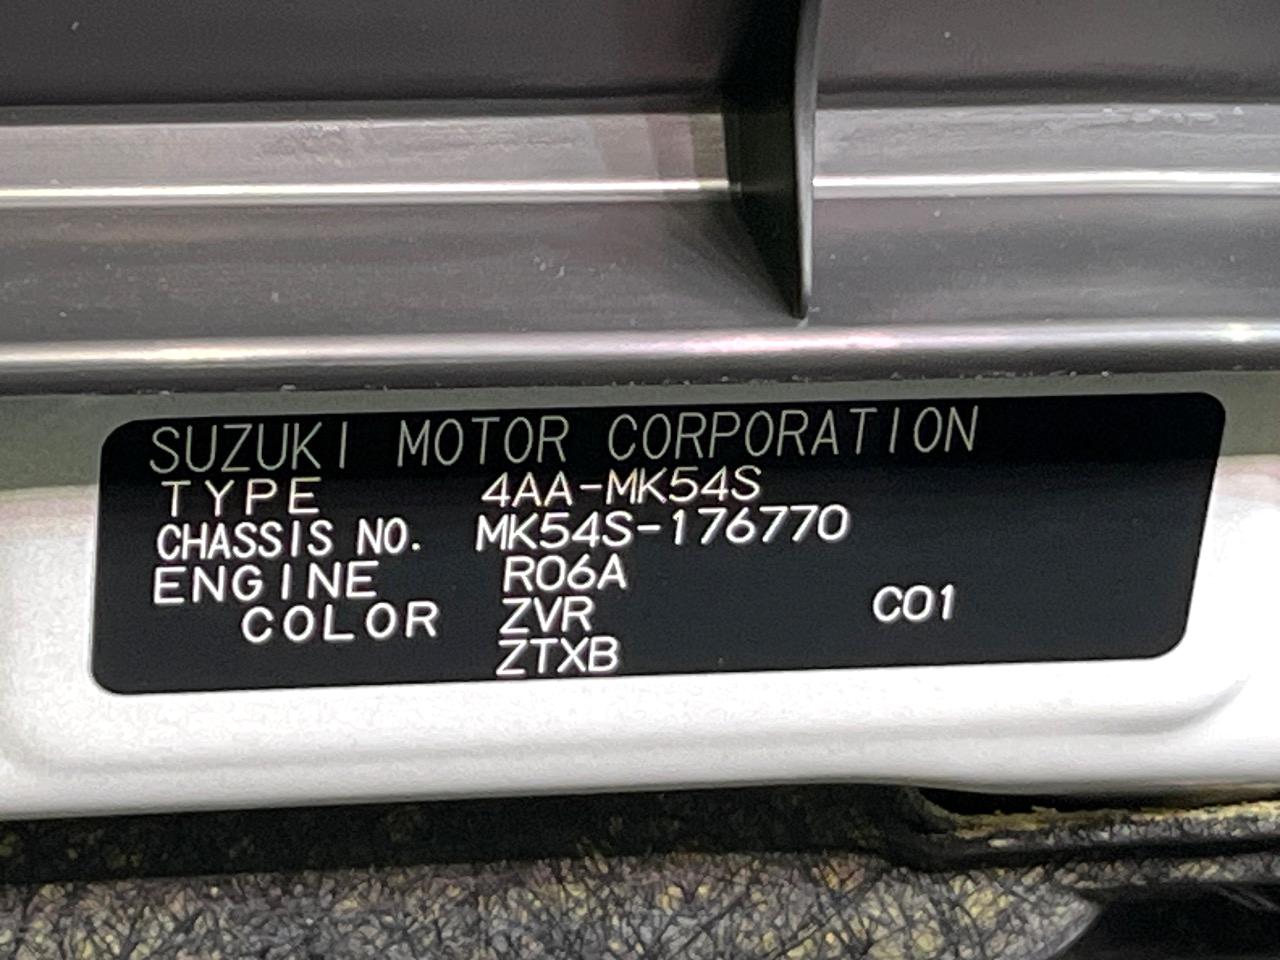 SUZUKI MOTOR CORPORATION
TYPE 4AA-MK54S
CHASSIS NO. MK54S-176770
ENGINE R06A
COLOR ZVR C01
ZTXB